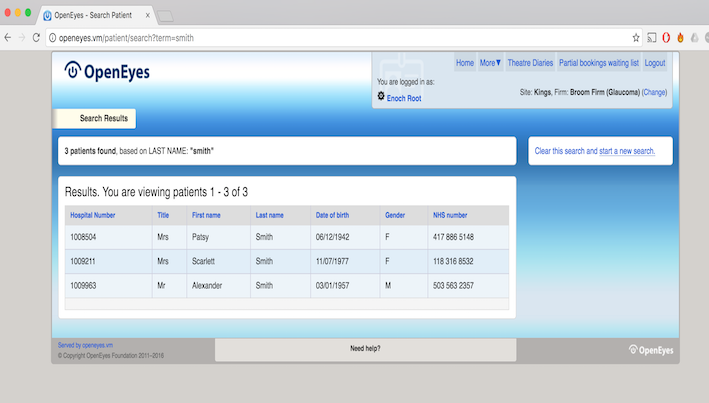 OpenEyes - Search Patient
openeyes.vm/patient/search?term=smith
OpenEyes
Home More▼ Theatre Diaries Partial bookings waiting list Logout
You are logged in as:
Enoch Root
Site: Kings, Firm: Broom Firm (Glaucoma) (Change)
Search Results
3 patients found, based on LAST NAME: "smith"
Clear this search and start a new search.
Results. You are viewing patients 1 - 3 of 3
Hospital Number Title First name Last name Date of birth Gender NHS number
1008504 Mrs Patsy Smith 06/12/1942 F 417 886 5148
1009211 Mrs Scarlett Smith 11/07/1977 F 118 316 8532
1009963 Mr Alexander Smith 03/01/1957 M 503 563 2357
Served by openeyes.vm
© Copyright OpenEyes Foundation 2011–2018
Need help?
OpenEyes